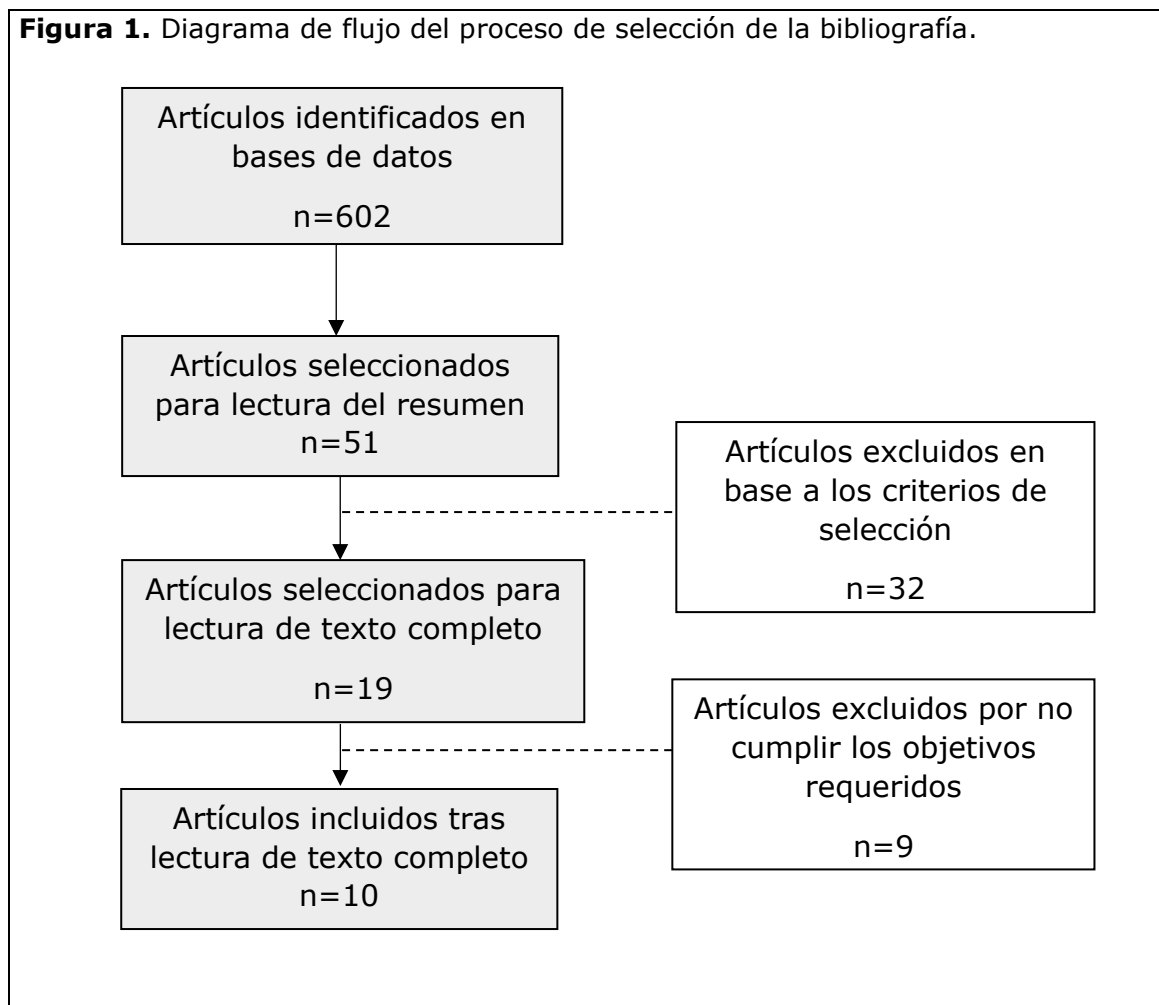 Figura 1. Diagrama de flujo del proceso de selección de la bibliografía.
Artículos identificados en
bases de datos
n=602
Artículos seleccionados
para lectura del resumen
n=51
Artículos excluidos en
base a los criterios de
selección
n=32
Artículos seleccionados para
lectura de texto completo
n=19
Artículos excluidos por no
cumplir los objetivos
requeridos
n=9
Artículos incluidos tras
lectura de texto completo
n=10